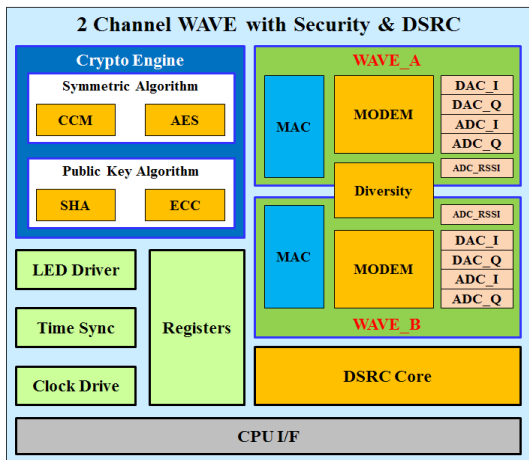 2 Channel WAVE with Security & DSRC
Crypto Engine
Symmetric Algorithm
CCM
AES
Public Key Algorithm
SHA
ECC
WAVE_A
MAC
MODEM
DAC_I
DAC_Q
ADC_I
ADC_Q
ADC_RSSI
Diversity
MAC
MODEM
ADC_RSSI
DAC_I
DAC_Q
ADC_I
ADC_Q
WAVE_B
LED Driver
Time Sync
Clock Drive
Registers
DSRC Core
CPU I/F